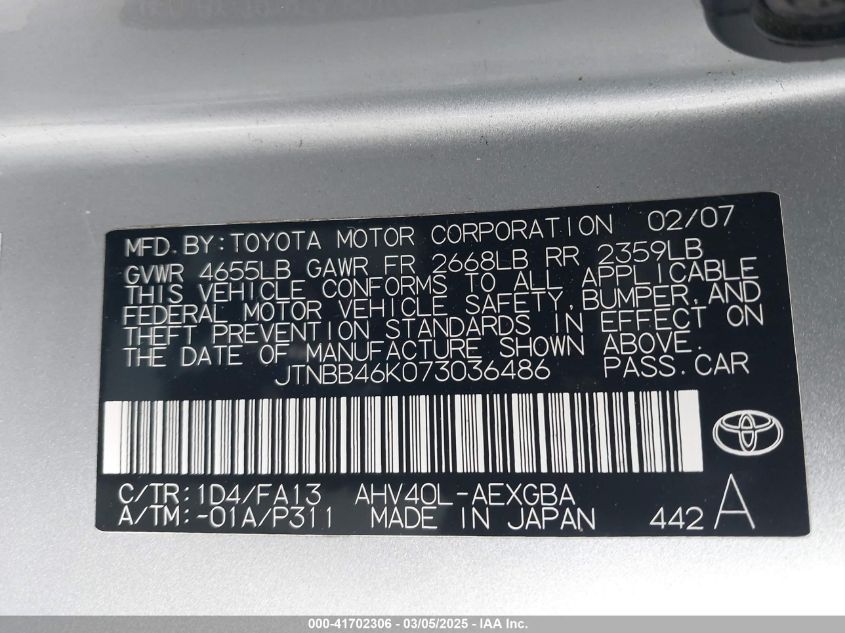 MFD. BY: TOYOTA MOTOR CORPORATION 02/07
GVWR 4655LB GAWR FR 2668LB RR 2359LB
THIS VEHICLE CONFORMS TO ALL APPLICABLE
FEDERAL MOTOR VEHICLE SAFETY, BUMPER, AND
THEFT PREVENTION STANDARDS IN EFFECT ON
THE DATE OF MANUFACTURE SHOWN ABOVE.
JTNBB46K073036486 PASS. CAR
C/TR: 1D4/FA13 AHV40L-AEXGBA
A/TM: -01A/P311 MADE IN JAPAN 442 A
000-41702306 - 03/05/2025 - IAA Inc.